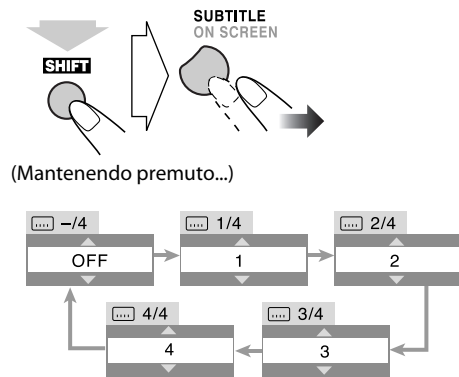 SUBTITLE
ON SCREEN
SHIFT
(Mantenendo premuto...)
–/4
1/4
2/4
OFF
1
2
4/4
3/4
4
3